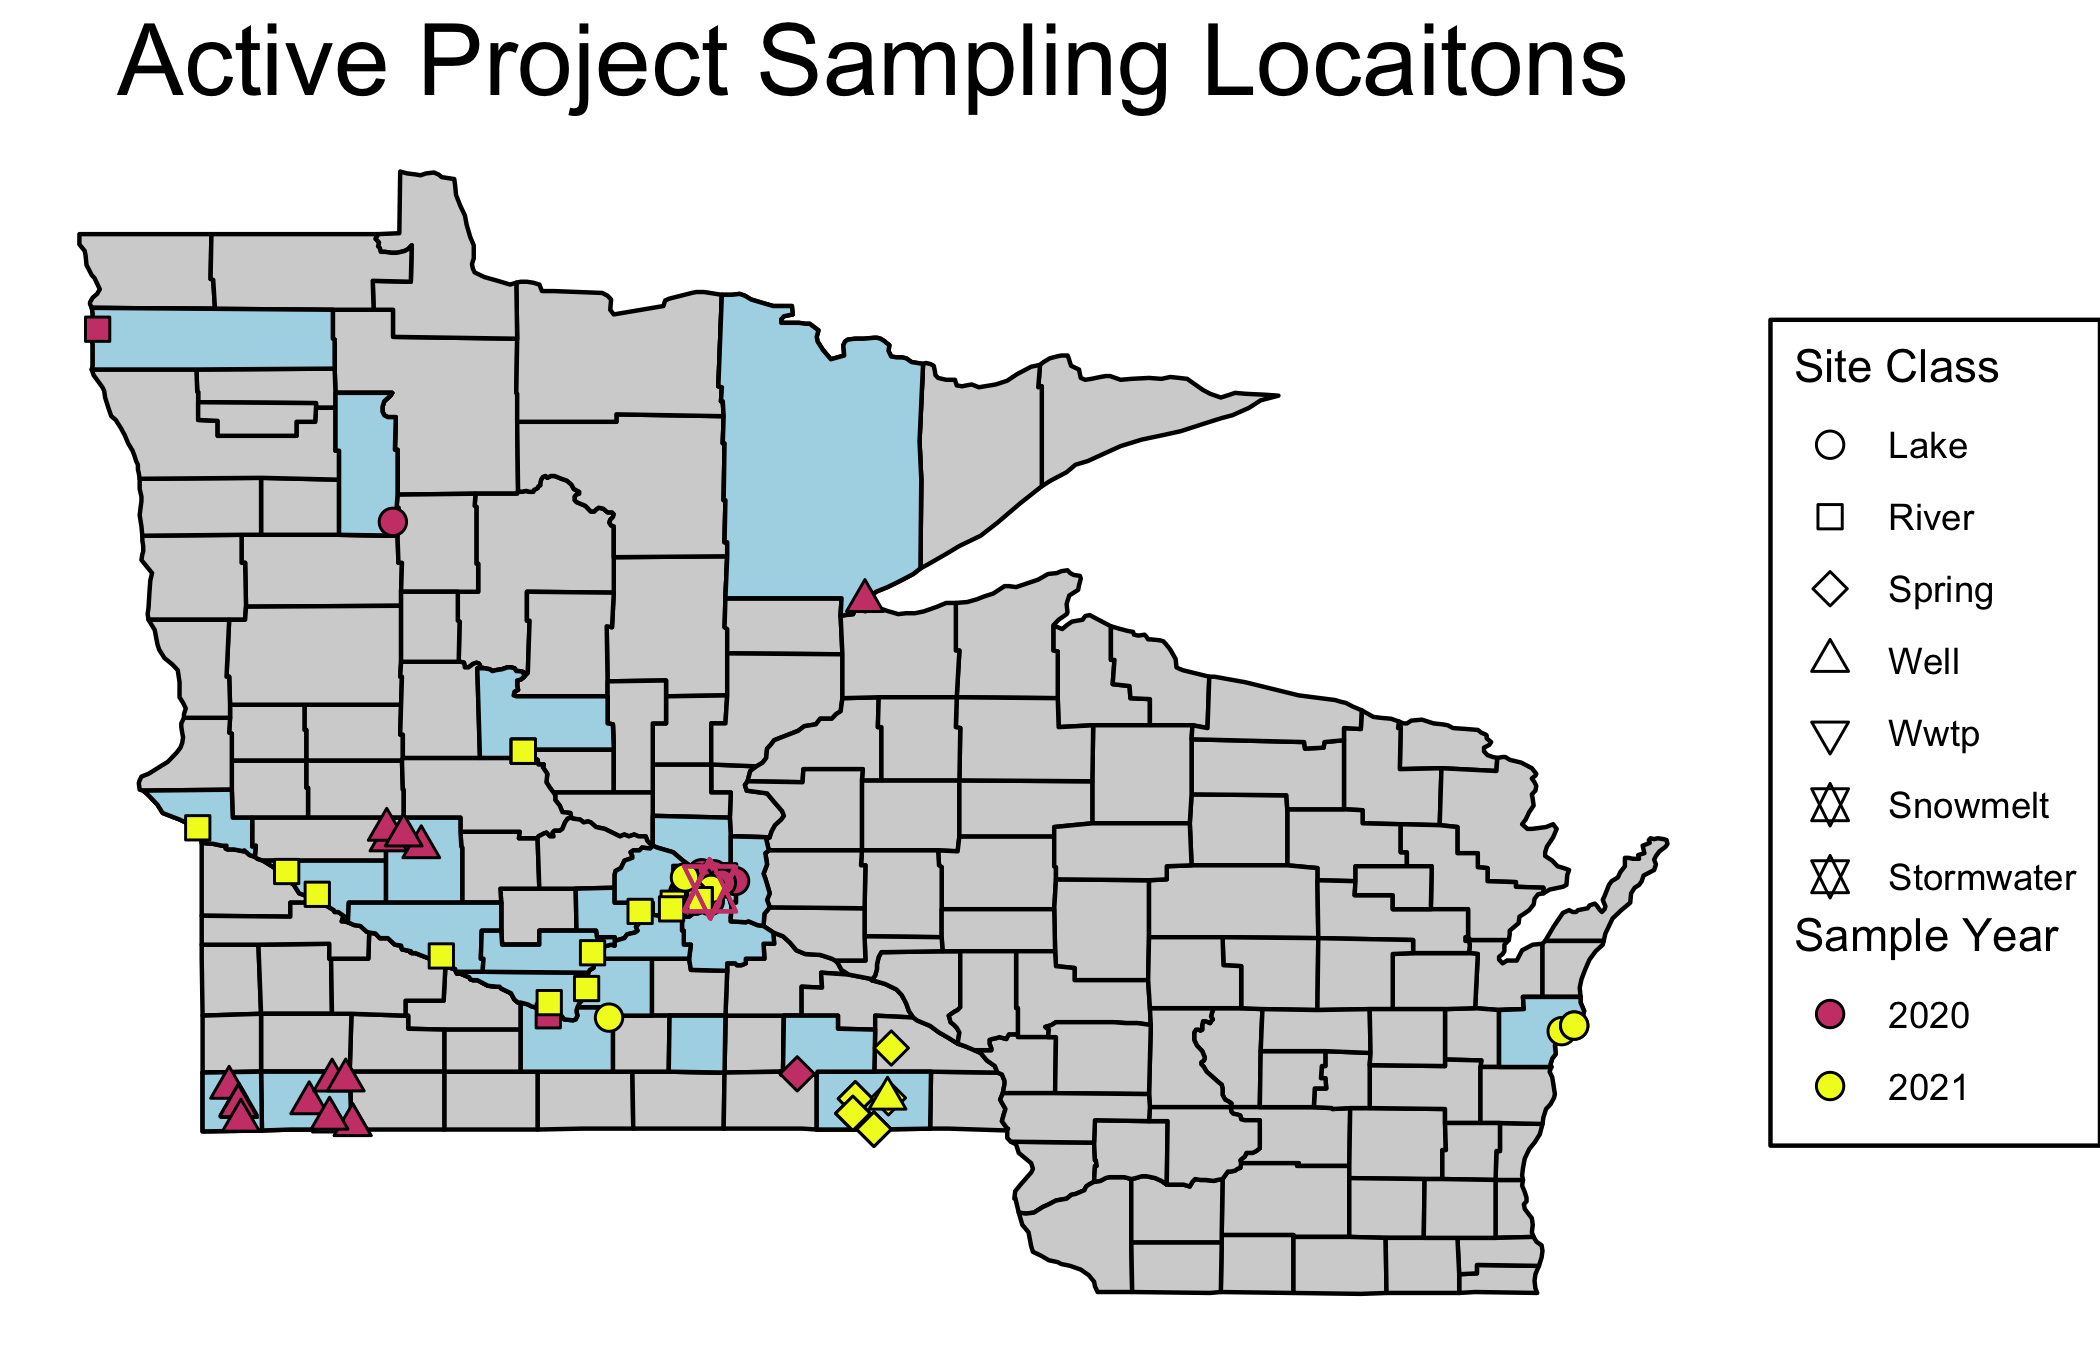 Active Project Sampling Locaitons
Site Class
Lake
River
Spring
Well
Wwtp
Snowmelt
Stormwater
Sample Year
2020
2021